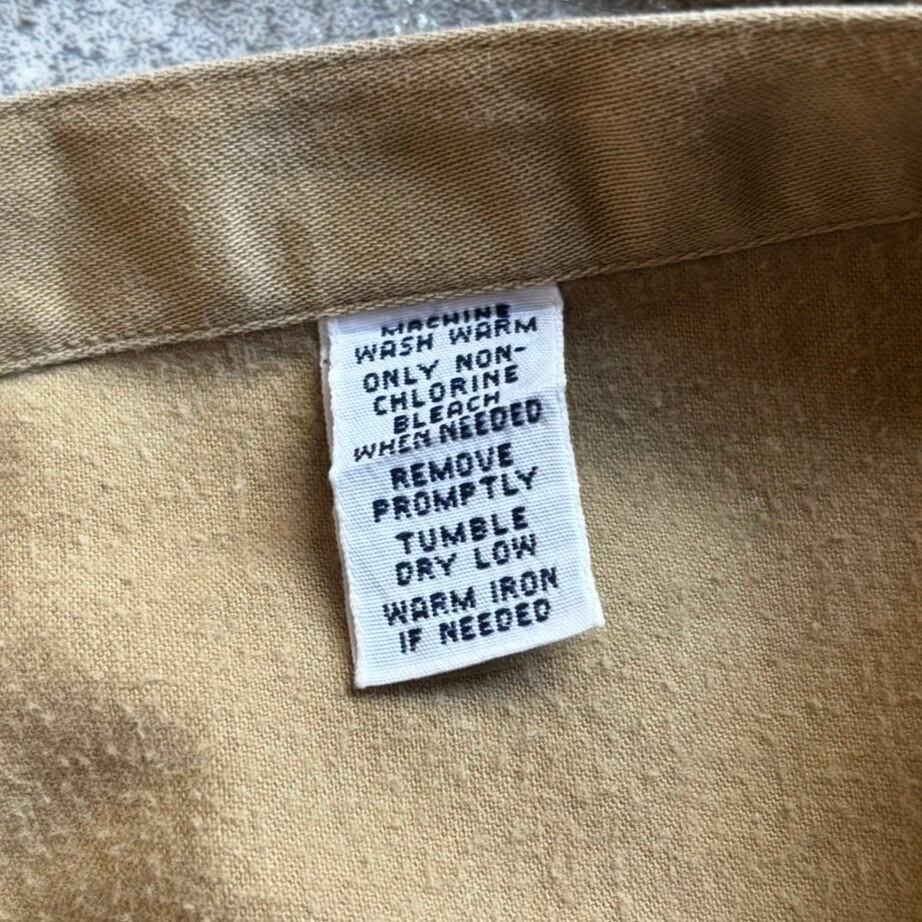 MACHINE
WASH WARM
ONLY NON-
CHLORINE
BLEACH
WHEN NEEDED
REMOVE
PROMPTLY
TUMBLE
DRY LOW
WARM IRON
IF NEEDED